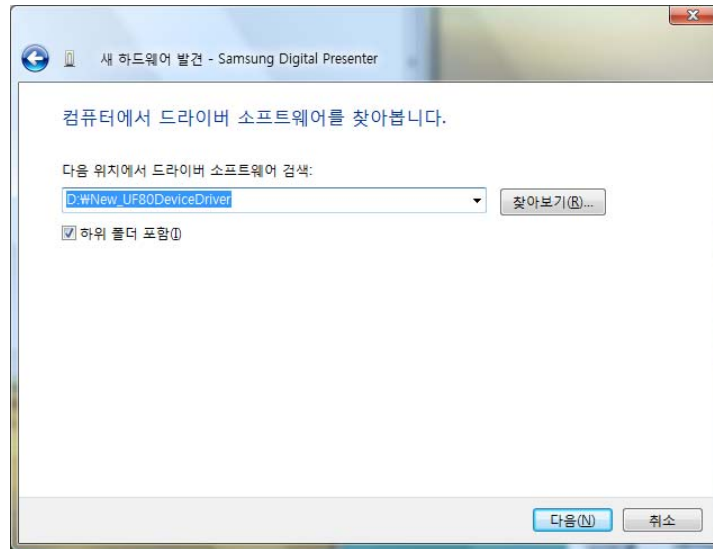 새 하드웨어 발견 - Samsung Digital Presenter
컴퓨터에서 드라이버 소프트웨어를 찾아봅니다.
다음 위치에서 드라이버 소프트웨어 검색:
D:₩New_UF80DeviceDriver
찾아보기(R)...
하위 폴더 포함(I)
다음(N)
취소